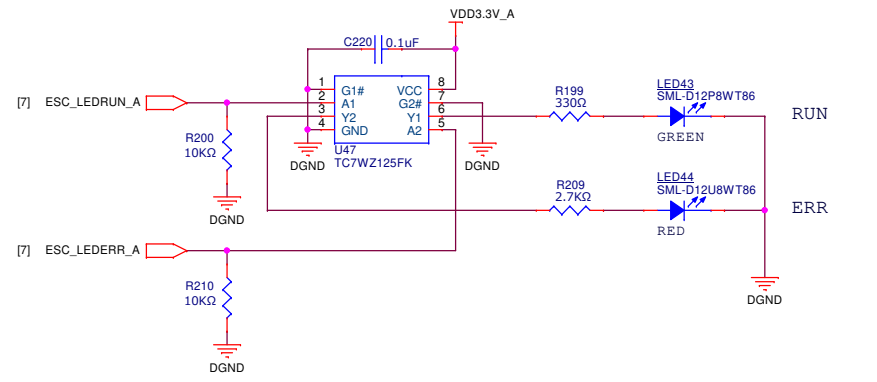 VDD3.3V_A
C220 0.1uF
[7] ESC_LEDRUN_A
1 G1# VCC 8
2 A1 G2# 7
3 Y2 Y1 6
4 GND A2 5
U47
TC7WZ125FK
DGND
DGND
R200
10KΩ
DGND
R199
330Ω
LED43
SML-D12P8WT86
GREEN
RUN
R209
2.7KΩ
LED44
SML-D12U8WT86
RED
ERR
[7] ESC_LEDERR_A
R210
10KΩ
DGND
DGND